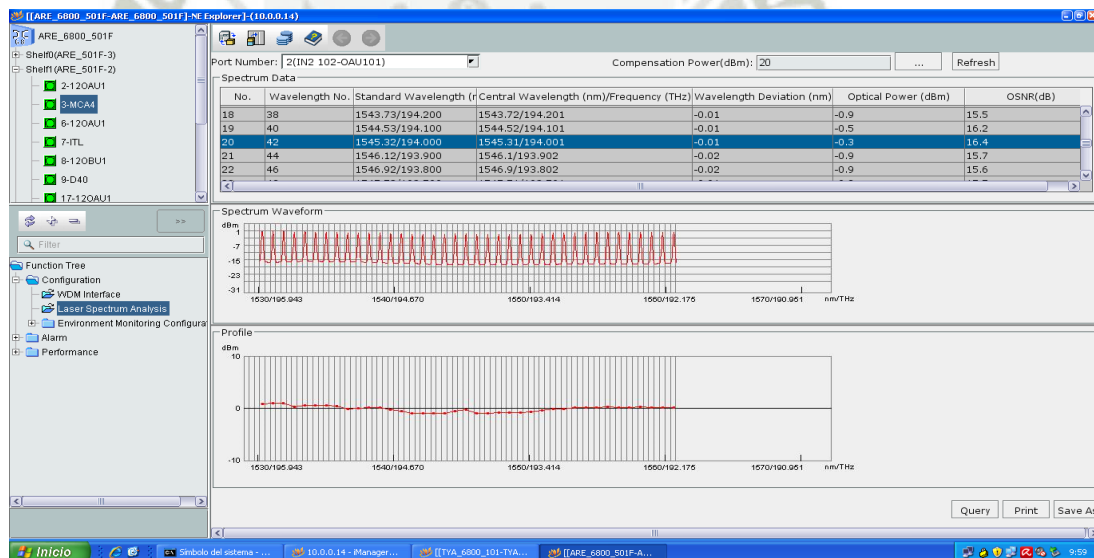 [[ARE_6800_501F-ARE_6800_501F]-NE Explorer]-(10.0.0.14)
ARE_6800_501F
Shelf0(ARE_501F-3)
Shelf1(ARE_501F-2)
2-12OAU1
3-MCA4
6-12OAU1
7-ITL
8-12OBU1
9-D40
17-12OAU1
>>
Filter
Function Tree
Configuration
WDM Interface
Laser Spectrum Analysis
Environment Monitoring Configura
Alarm
Performance
Port Number: 2(IN2 102-OAU101) Compensation Power(dBm): 20 ... Refresh
Spectrum Data
No. Wavelength No. Standard Wavelength (r Central Wavelength (nm)/Frequency (THz) Wavelength Deviation (nm) Optical Power (dBm) OSNR(dB)
18 38 1543.73/194.200 1543.72/194.201 -0.01 -0.9 15.5
19 40 1544.53/194.100 1544.52/194.101 -0.01 -0.5 16.2
20 42 1545.32/194.000 1545.31/194.001 -0.01 -0.3 16.4
21 44 1546.12/193.900 1546.1/193.902 -0.02 -0.9 15.7
22 46 1546.92/193.800 1546.9/193.802 -0.02 -0.9 15.6
Spectrum Waveform
dBm
1
-7
-15
-23
-31
1530/195.943 1540/194.670 1550/193.414 1560/192.175 1570/190.951 nm/THz
Profile
dBm
10
0
-10
1530/195.943 1540/194.670 1550/193.414 1560/192.175 1570/190.951 nm/THz
Query Print Save As
Inicio Símbolo del sistema - ... 10.0.0.14 - iManager... [[TYA_6800_101-TYA... [[ARE_6800_501F-A... 9:59